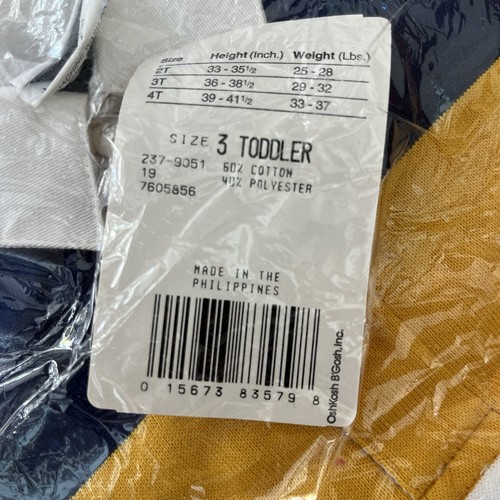 Size Height (Inch.) Weight (Lbs.)
2T 33 - 35½ 25 - 28
3T 36 - 38½ 29 - 32
4T 39 - 41½ 33 - 37
SIZE 3 TODDLER
237-9051 60% COTTON
19 40% POLYESTER
7605856
MADE IN THE
PHILIPPINES
0 15673 83579 8
OshKosh B'Gosh, Inc.